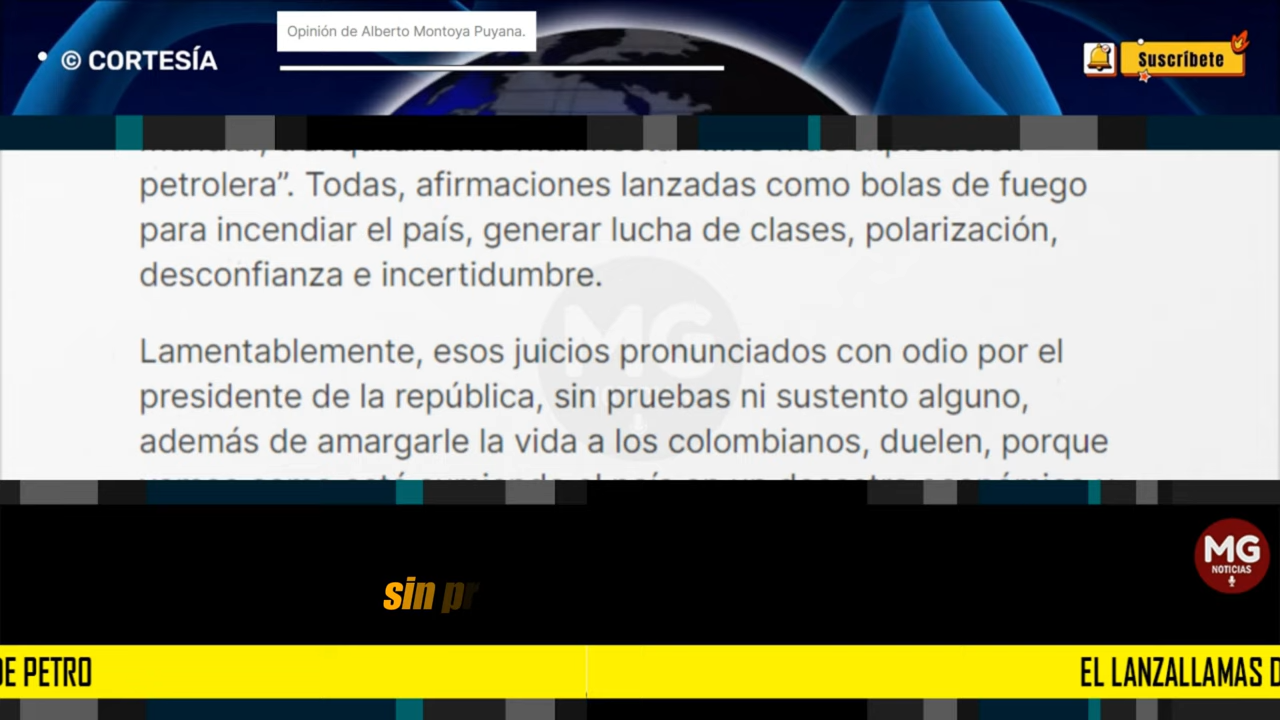 Opinión de Alberto Montoya Puyana.
© CORTESÍA
Suscríbete
petrolera”. Todas, afirmaciones lanzadas como bolas de fuego
para incendiar el país, generar lucha de clases, polarización,
desconfianza e incertidumbre.
Lamentablemente, esos juicios pronunciados con odio por el
presidente de la república, sin pruebas ni sustento alguno,
además de amargarle la vida a los colombianos, duelen, porque
MG
NOTICIAS
sin pr
DE PETRO
EL LANZALLAMAS D